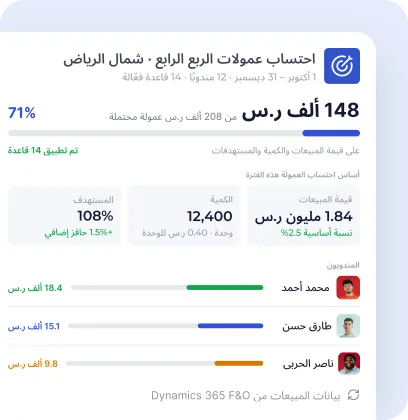 احتساب عمولات الربع الرابع · شمال الرياض
1 أكتوبر – 31 ديسمبر · 12 مندوبًا · 14 قاعدة فعّالة
148 ألف ر.س من 208 ألف ر.س عمولة محتملة 71%
على قيمة المبيعات والكمية والمستهدفات تم تطبيق 14 قاعدة
أساس احتساب العمولة هذه الفترة
قيمة المبيعات الكمية المستهدف
1.84 مليون ر.س 12,400 108%
نسبة أساسية 2.5% وحدة · 0.40 ر.س للوحدة +1.5% حافز إضافي
المندوبون
محمد أحمد 18.4 ألف ر.س
طارق حسن 15.1 ألف ر.س
ناصر الحربي 9.8 ألف ر.س
بيانات المبيعات من Dynamics 365 F&O